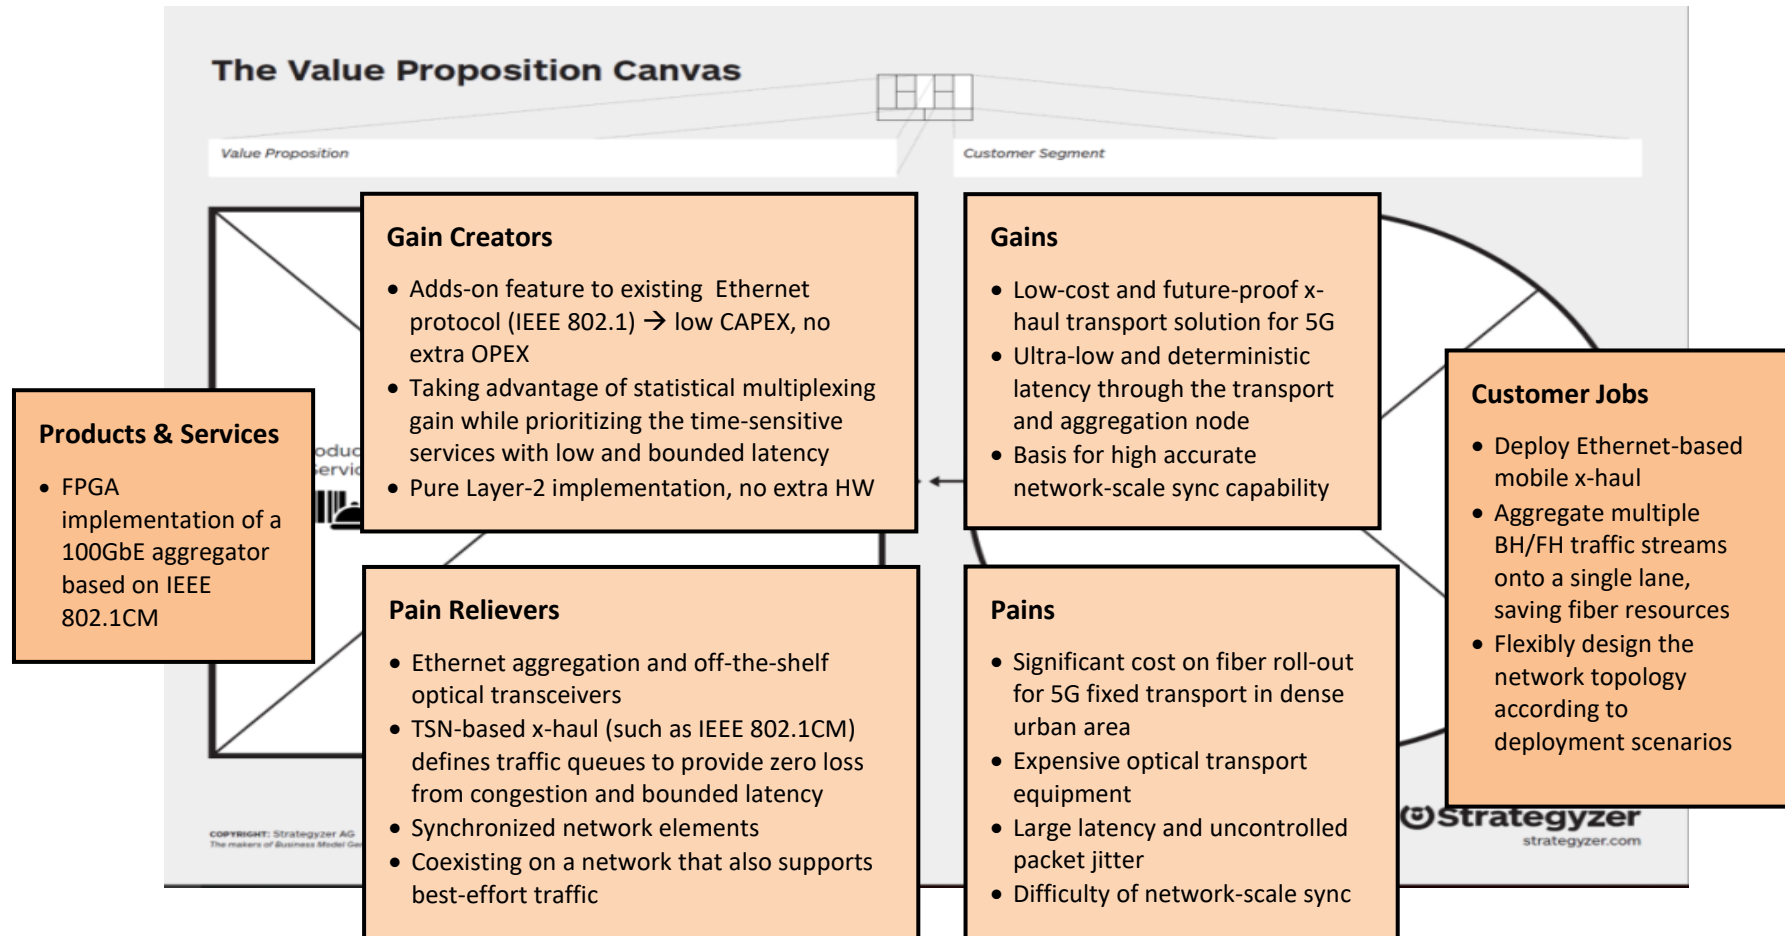 The Value Proposition Canvas
Value Proposition
Customer Segment
Gain Creators
• Adds-on feature to existing Ethernet
protocol (IEEE 802.1) → low CAPEX, no
extra OPEX
• Taking advantage of statistical multiplexing
gain while prioritizing the time-sensitive
services with low and bounded latency
• Pure Layer-2 implementation, no extra HW
Gains
• Low-cost and future-proof x-
haul transport solution for 5G
• Ultra-low and deterministic
latency through the transport
and aggregation node
• Basis for high accurate
network-scale sync capability
Products & Services
• FPGA
implementation of a
100GbE aggregator
based on IEEE
802.1CM
oduc
Servic
Customer Jobs
• Deploy Ethernet-based
mobile x-haul
• Aggregate multiple
BH/FH traffic streams
onto a single lane,
saving fiber resources
• Flexibly design the
network topology
according to
deployment scenarios
Pain Relievers
• Ethernet aggregation and off-the-shelf
optical transceivers
• TSN-based x-haul (such as IEEE 802.1CM)
defines traffic queues to provide zero loss
from congestion and bounded latency
• Synchronized network elements
• Coexisting on a network that also supports
best-effort traffic
Pains
• Significant cost on fiber roll-out
for 5G fixed transport in dense
urban area
• Expensive optical transport
equipment
• Large latency and uncontrolled
packet jitter
• Difficulty of network-scale sync
COPYRIGHT: Strategyzer AG
The makers of Business Model Ge
Strategyzer
strategyzer.com